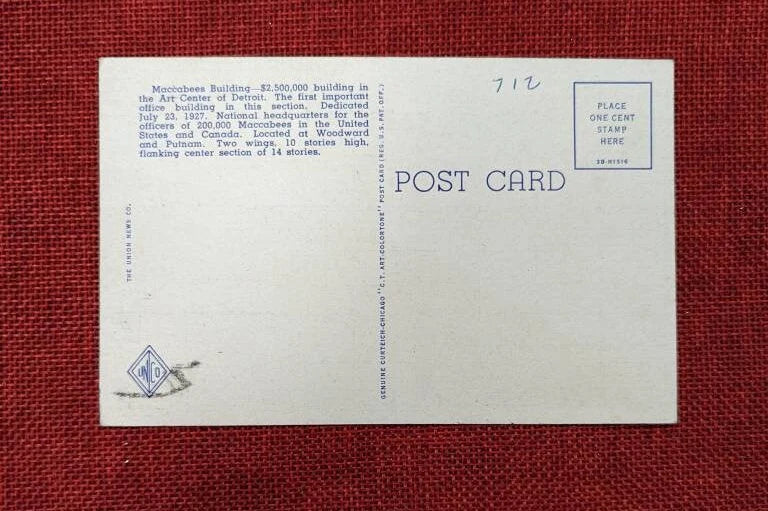 Maccabees Building—$2,500,000 building in
the Art Center of Detroit. The first important
office building in this section. Dedicated
July 23, 1927. National headquarters for the
officers of 200,000 Maccabees in the United
States and Canada. Located at Woodward
and Putnam. Two wings, 10 stories high,
flanking center section of 14 stories.
THE UNION NEWS CO.
UNCO
GENUINE CURTEICH-CHICAGO "C.T. ART-COLORTONE" POST CARD (REG. U.S. PAT. OFF.)
712
POST CARD
PLACE
ONE CENT
STAMP
HERE
3B-H1516